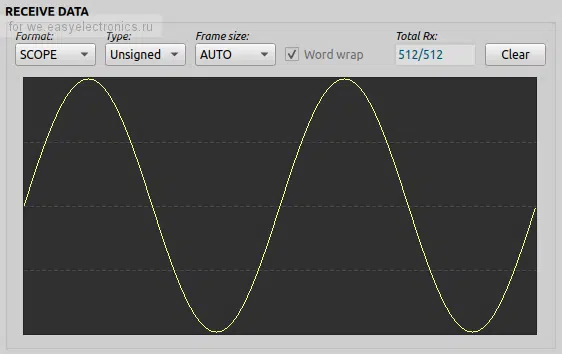 RECEIVE DATA
for we.easyelectronics.ru
Format: Type: Frame size: Total Rx:
SCOPE Unsigned AUTO Word wrap 512/512 Clear